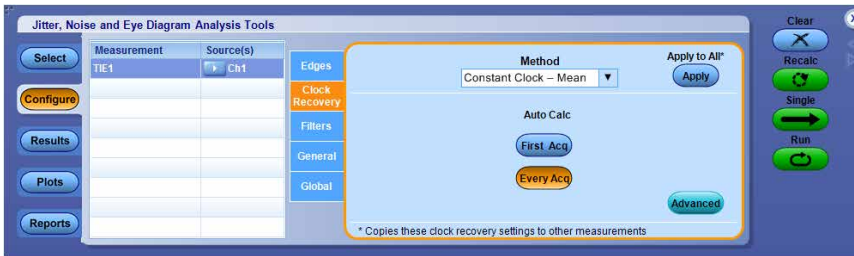 Jitter, Noise and Eye Diagram Analysis Tools
Clear
Select
Measurement
Source(s)
TIE1
Ch1
Edges
Method
Apply to All*
Recalc
Constant Clock – Mean
Apply
Configure
Clock
Recovery
Single
Filters
Auto Calc
Results
First Acq
Run
General
Plots
Every Acq
Global
Advanced
Reports
* Copies these clock recovery settings to other measurements